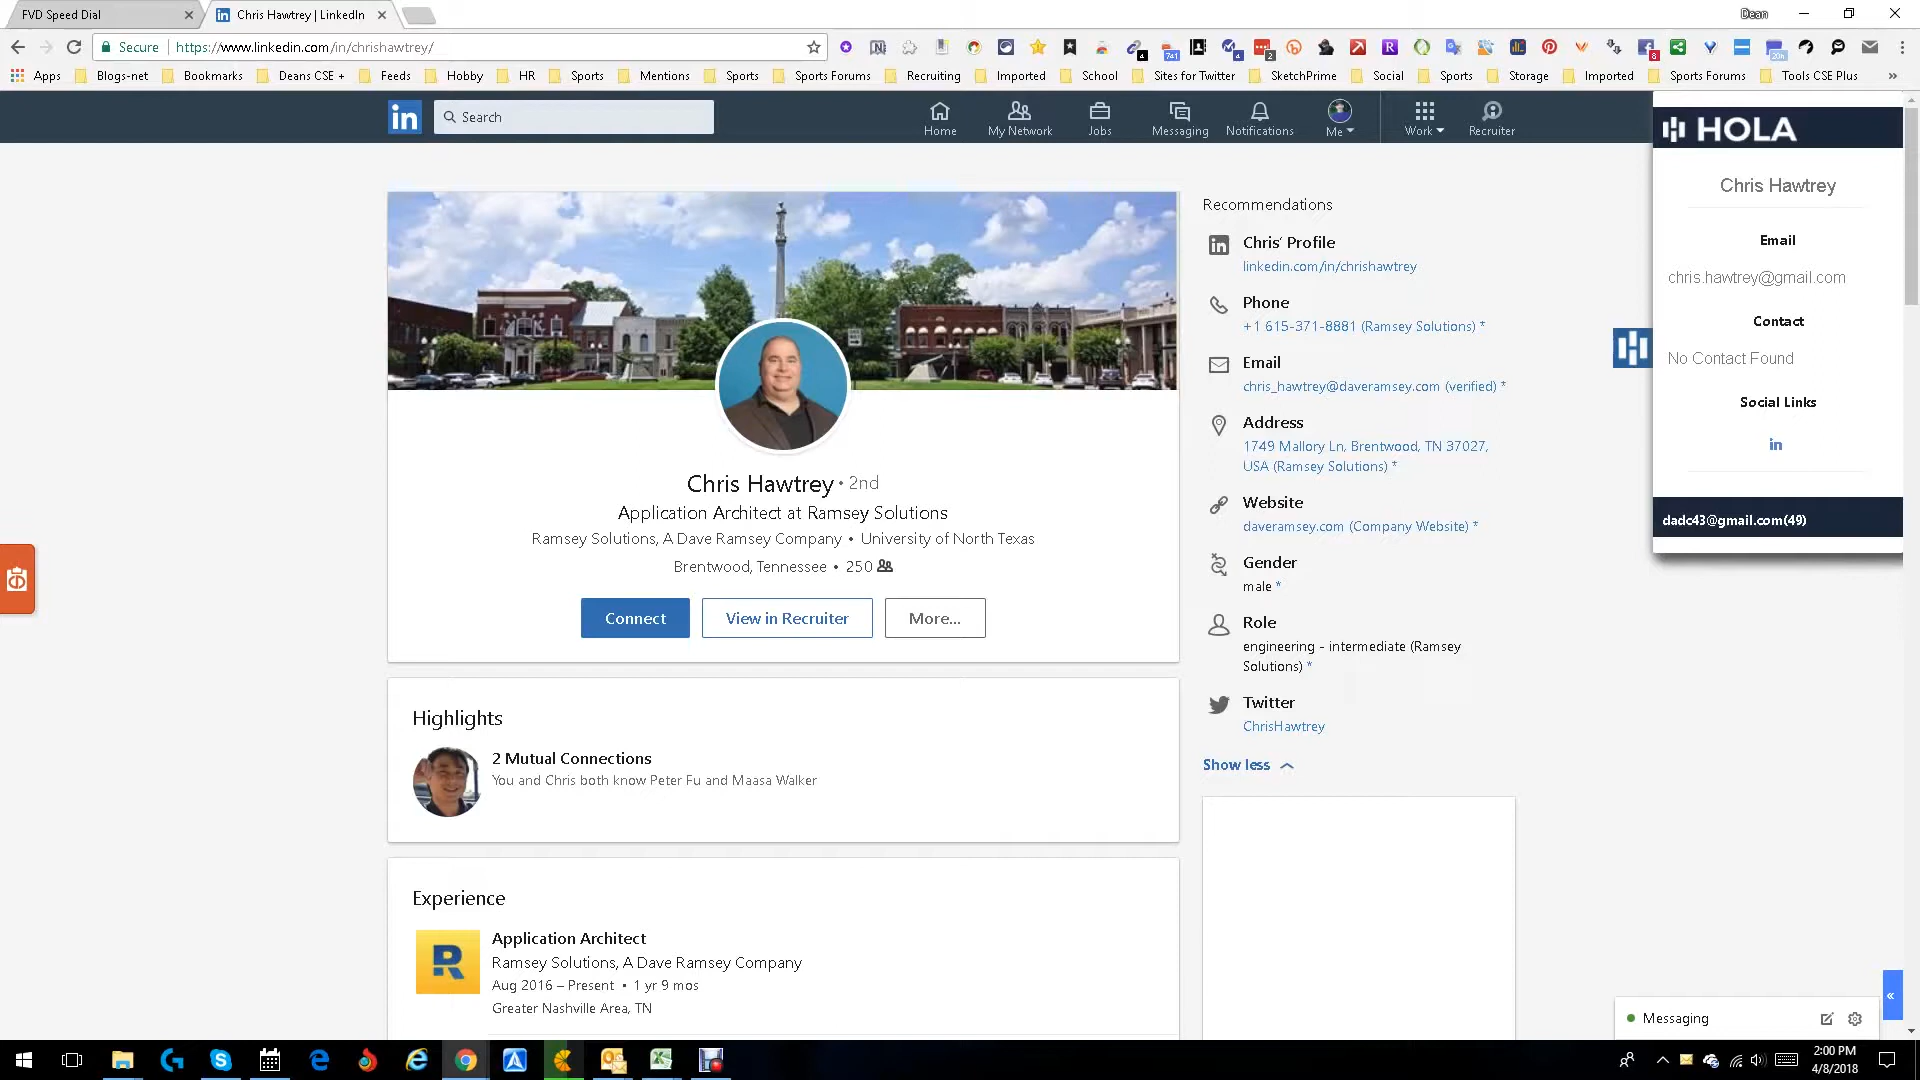 FVD Speed Dial
Chris Hawtrey | LinkedIn
Dean
Secure
https://www.linkedin.com/in/chrishawtrey/
Apps
Blogs-net
Bookmarks
Deans CSE +
Feeds
Hobby
HR
Sports
Mentions
Sports
Sports Forums
Recruiting
Imported
School
Sites for Twitter
SketchPrime
Social
Sports
Storage
Imported
Sports Forums
Tools CSE Plus
»
in
Search
Home
My Network
Jobs
Messaging
Notifications
Me
Work
Recruiter
HOLA
Chris Hawtrey
Email
chris.hawtrey@gmail.com
Contact
No Contact Found
Social Links
in
dadc43@gmail.com(49)
Chris Hawtrey • 2nd
Application Architect at Ramsey Solutions
Ramsey Solutions, A Dave Ramsey Company • University of North Texas
Brentwood, Tennessee • 250
Connect
View in Recruiter
More...
Highlights
2 Mutual Connections
You and Chris both know Peter Fu and Maasa Walker
Experience
R
Application Architect
Ramsey Solutions, A Dave Ramsey Company
Aug 2016 – Present • 1 yr 9 mos
Greater Nashville Area, TN
Recommendations
Chris' Profile
linkedin.com/in/chrishawtrey
Phone
+1 615-371-8881 (Ramsey Solutions) *
Email
chris_hawtrey@daveramsey.com (verified) *
Address
1749 Mallory Ln, Brentwood, TN 37027,
USA (Ramsey Solutions) *
Website
daveramsey.com (Company Website) *
Gender
male *
Role
engineering - intermediate (Ramsey
Solutions) *
Twitter
ChrisHawtrey
Show less
«
Messaging
2:00 PM
4/8/2018